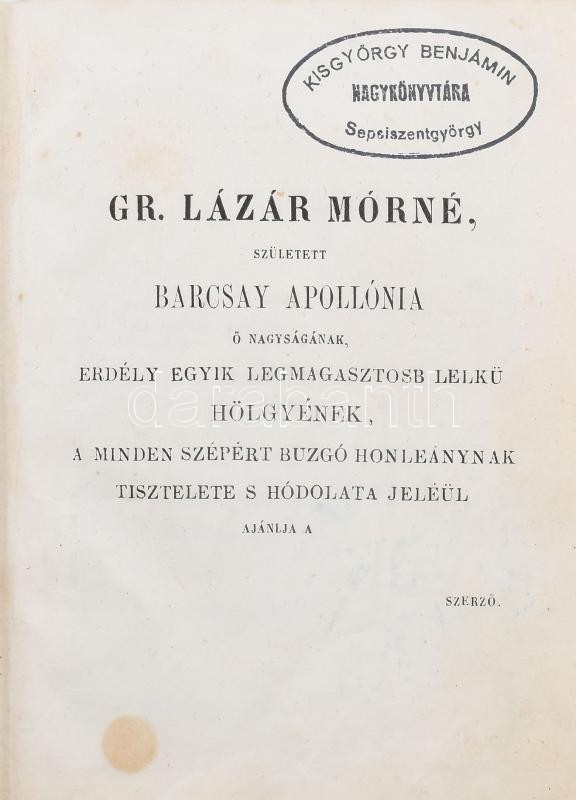 KISGYÖRGY BENJÁMIN
NAGYKÖNYVTÁRA
Sepsiszentgyörgy
GR. LÁZÁR MÓRNÉ,
SZÜLETETT
BARCSAY APOLLÓNIA
Ő NAGYSÁGÁNAK,
ERDÉLY EGYIK LEGMAGASZTOSB LELKÜ
HÖLGYÉNEK,
A MINDEN SZÉPÉRT BUZGÓ HONLEÁNYNAK
TISZTELETE S HÓDOLATA JELÉÜL
AJÁNLJA A
SZERZŐ.
darabanth